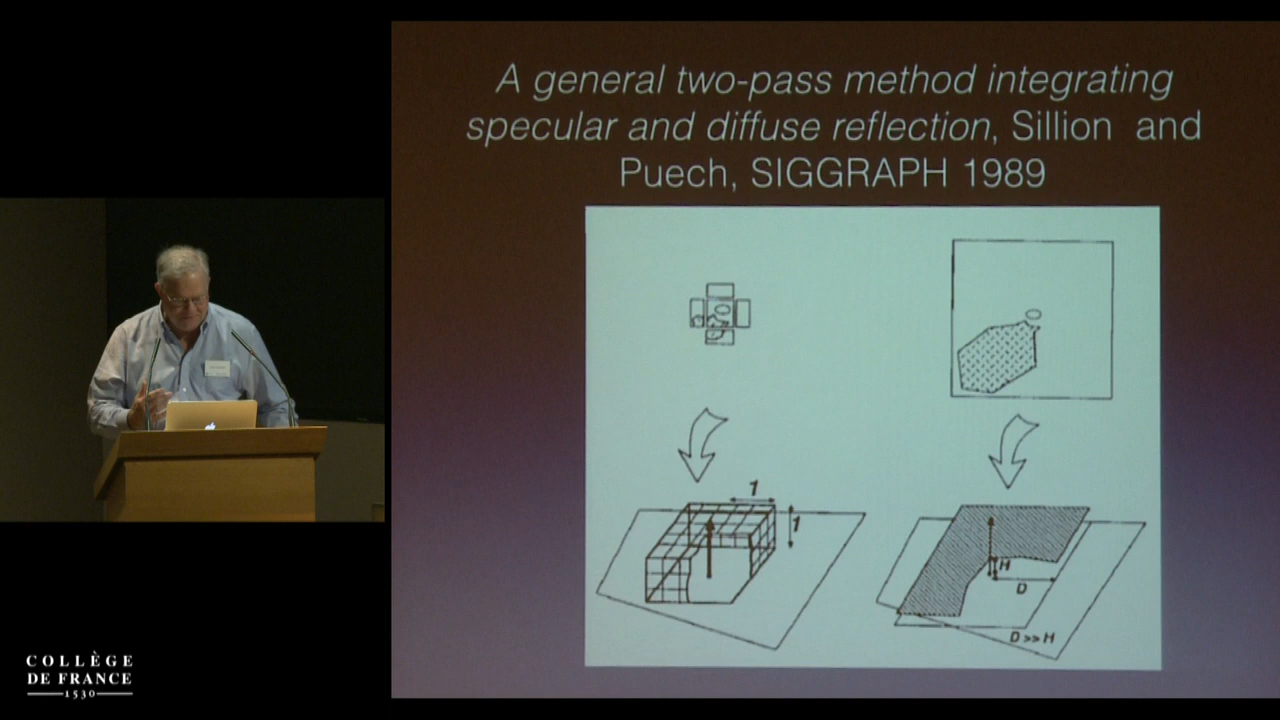 A general two-pass method integrating
specular and diffuse reflection, Sillion and
Puech, SIGGRAPH 1989
1
1
H
D
D >> H
COLLÈGE
DE FRANCE
1530